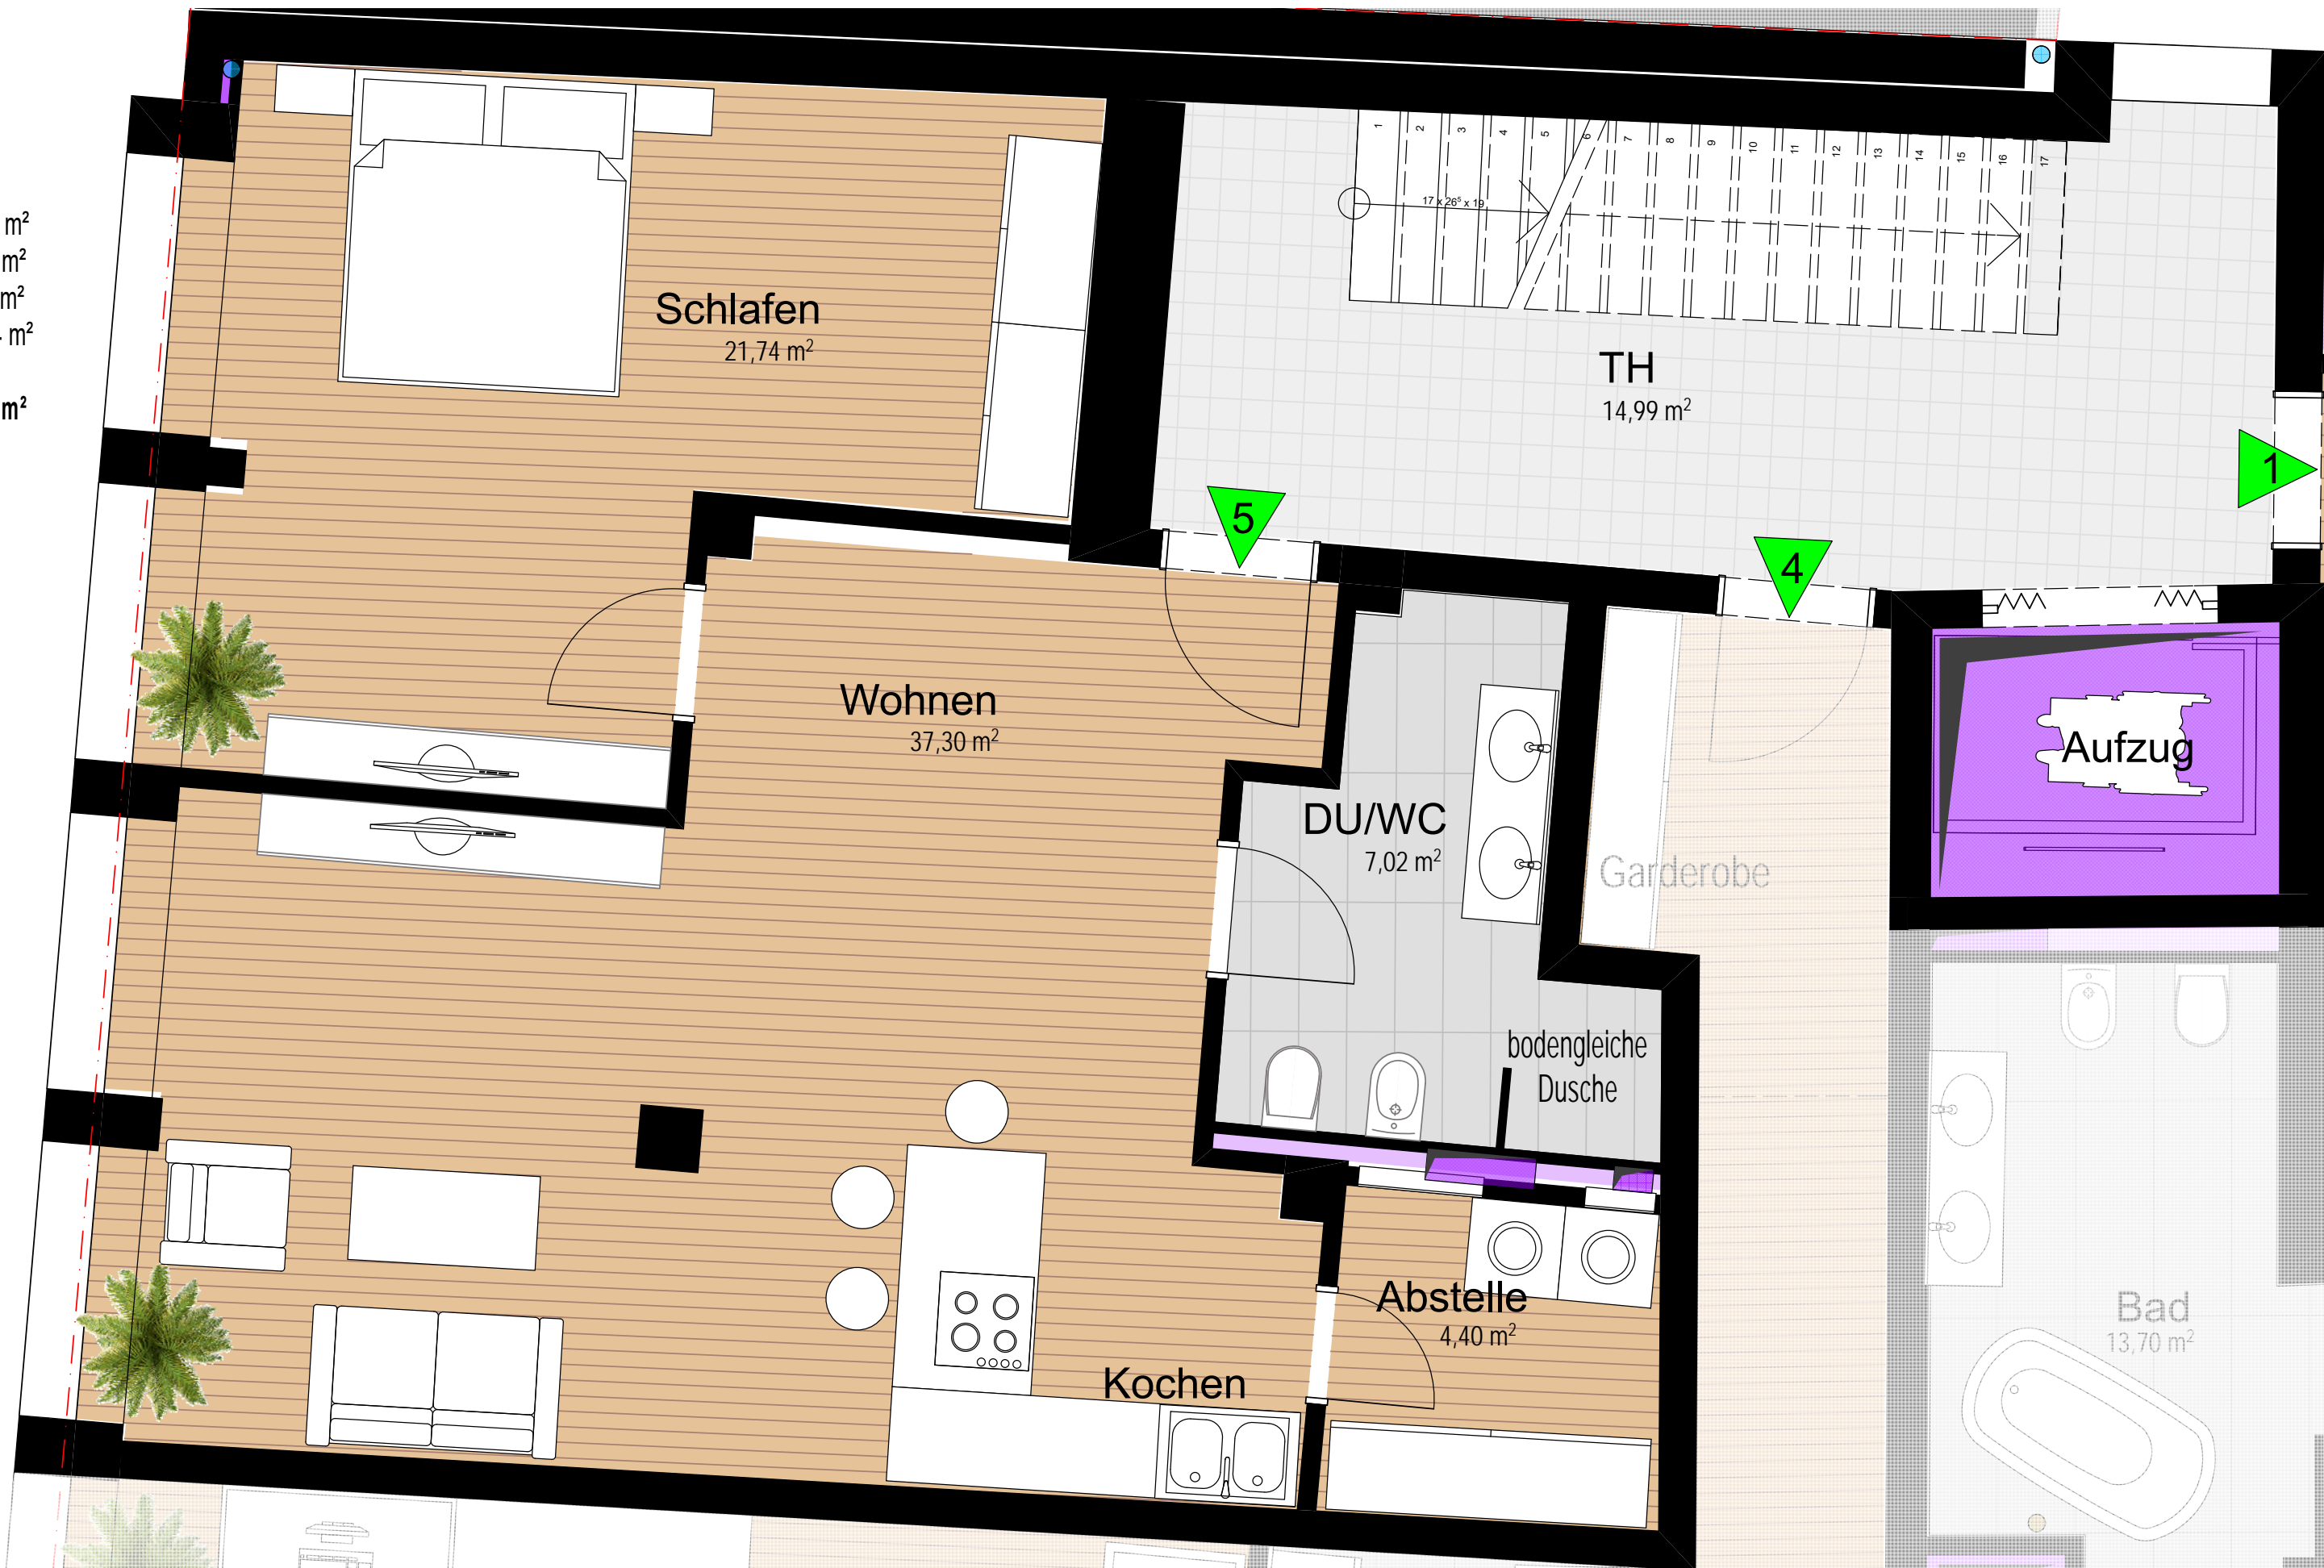 m²
m²
m²
m²
m²
1
2
3
4
5
6
7
8
9
10
11
12
13
14
15
16
17
17 x 26⁵ x 19
Schlafen
21,74 m²
TH
14,99 m²
1
5
4
Wohnen
37,30 m²
Aufzug
DU/WC
7,02 m²
Garderobe
bodengleiche
Dusche
Abstelle
4,40 m²
Bad
13,70 m²
Kochen